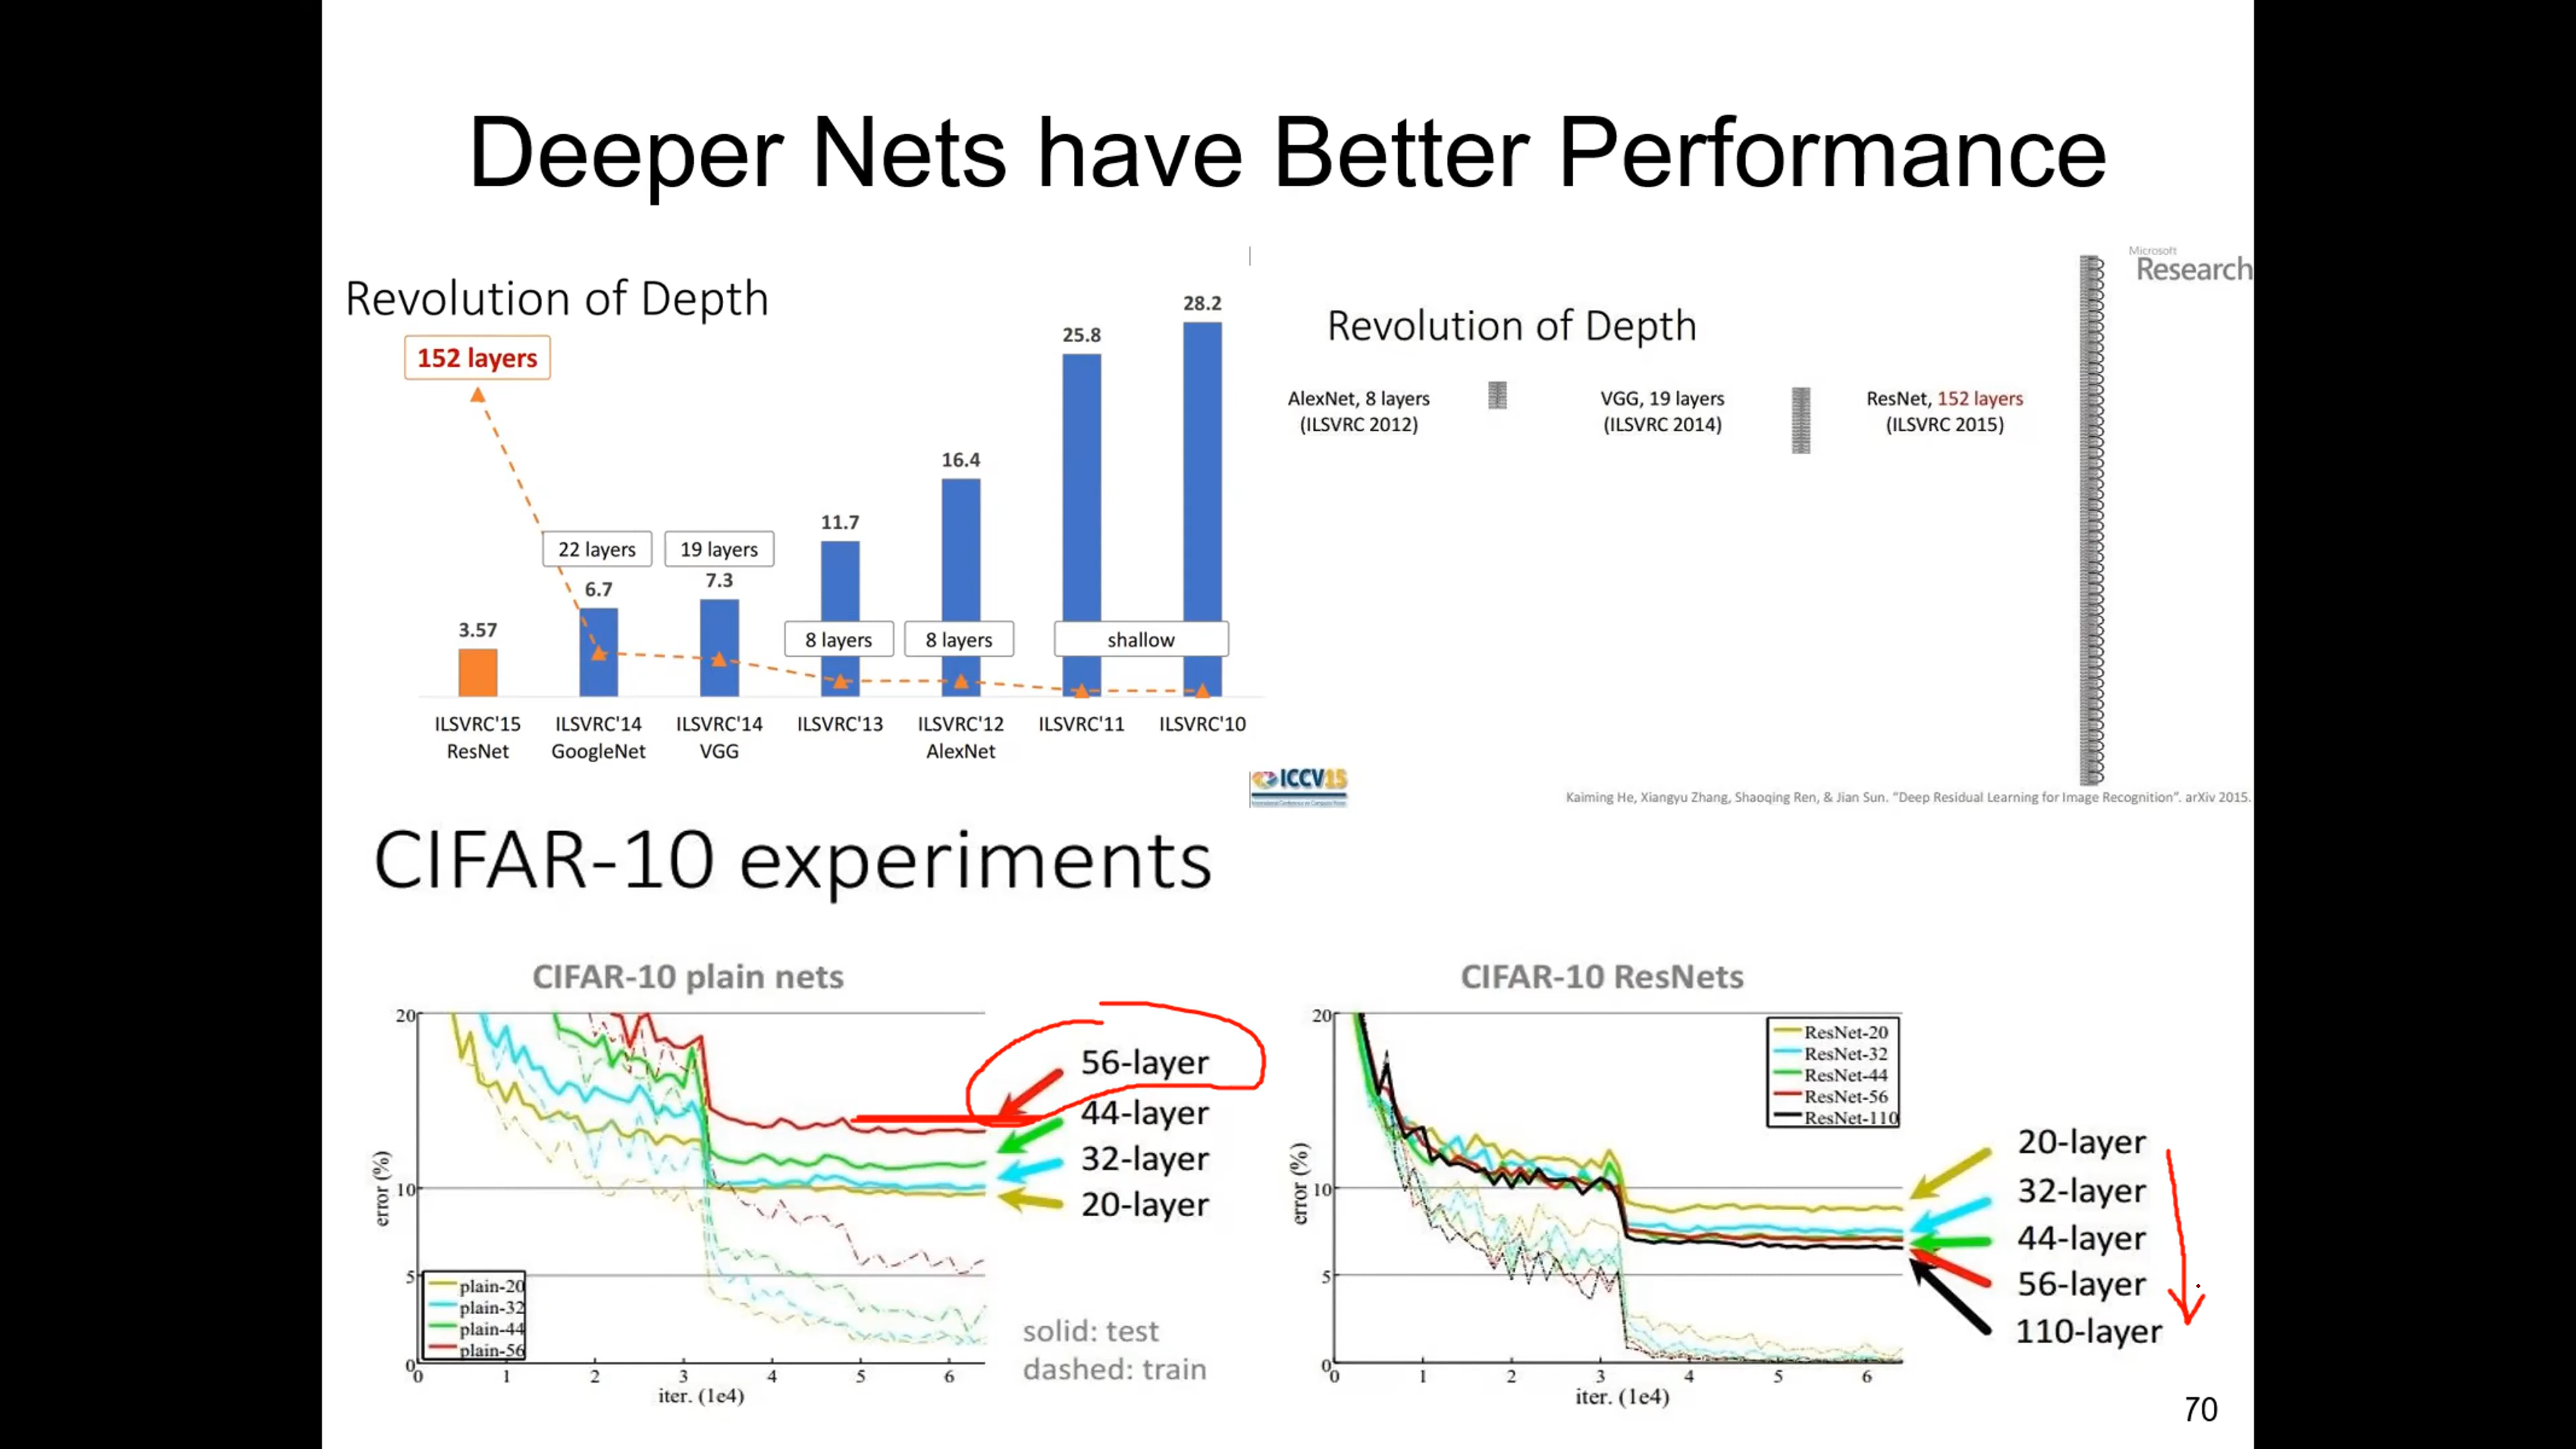 Deeper Nets have Better Performance
Revolution of Depth
152 layers
28.2
25.8
16.4
11.7
22 layers
19 layers
6.7
7.3
3.57
8 layers
8 layers
shallow
ILSVRC'15
ResNet
ILSVRC'14
GoogleNet
ILSVRC'14
VGG
ILSVRC'13
ILSVRC'12
AlexNet
ILSVRC'11
ILSVRC'10
Microsoft
Research
Revolution of Depth
AlexNet, 8 layers
(ILSVRC 2012)
VGG, 19 layers
(ILSVRC 2014)
ResNet, 152 layers
(ILSVRC 2015)
ICCV15
Kaiming He, Xiangyu Zhang, Shaoqing Ren, & Jian Sun. “Deep Residual Learning for Image Recognition”. arXiv 2015.
CIFAR-10 experiments
CIFAR-10 plain nets
20
10
5
0
error (%)
0 1 2 3 4 5 6
iter. (1e4)
plain-20
plain-32
plain-44
plain-56
56-layer
44-layer
32-layer
20-layer
solid: test
dashed: train
CIFAR-10 ResNets
20
10
5
0
error (%)
0 1 2 3 4 5 6
iter. (1e4)
ResNet-20
ResNet-32
ResNet-44
ResNet-56
ResNet-110
20-layer
32-layer
44-layer
56-layer
110-layer
70